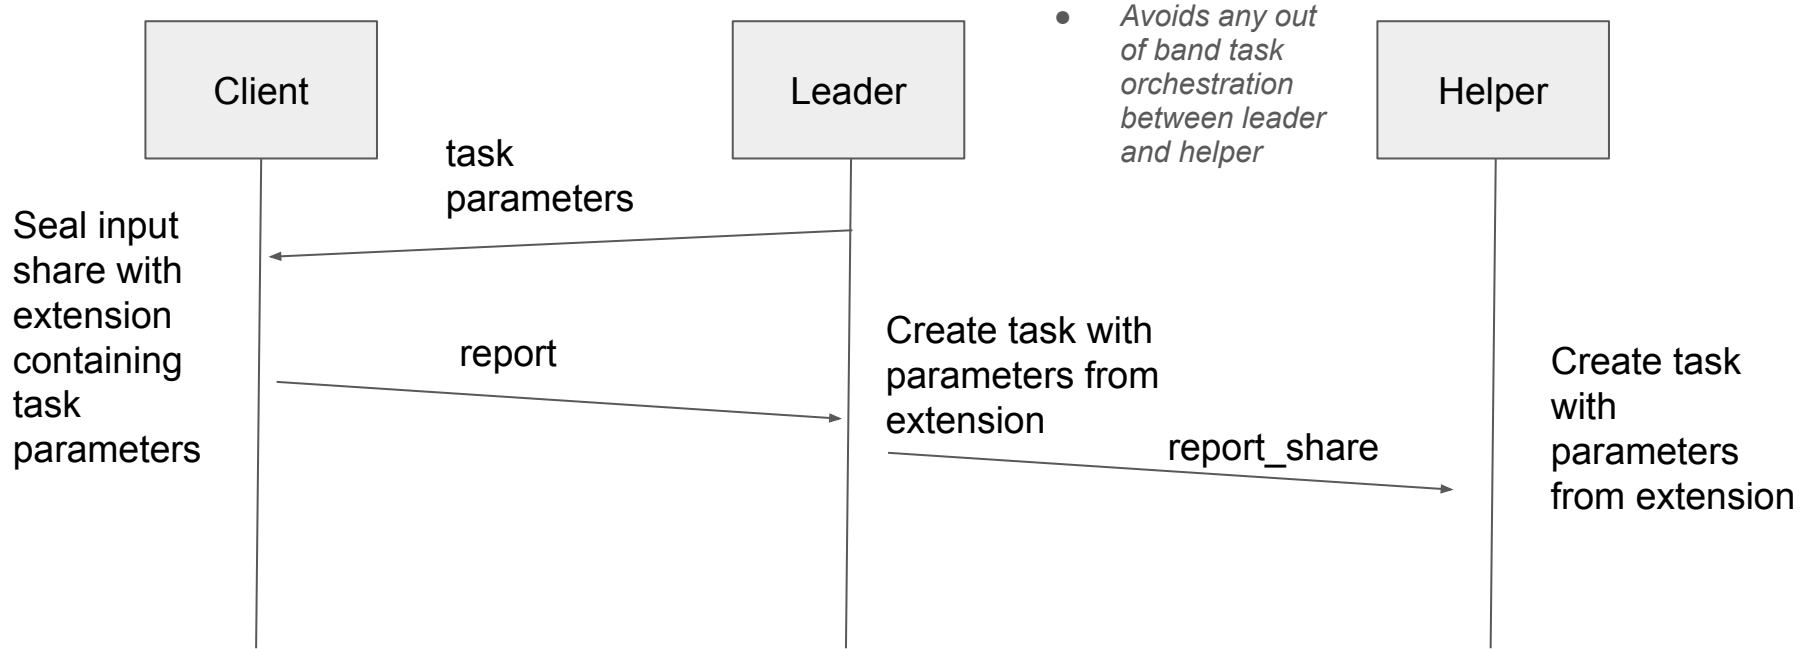 ● Avoids any out
of band task
orchestration
between leader
and helper
Client
Leader
Helper
task
parameters
Seal input
share with
extension
containing
task
parameters
report
Create task with
parameters from
extension
report_share
Create task
with
parameters
from extension